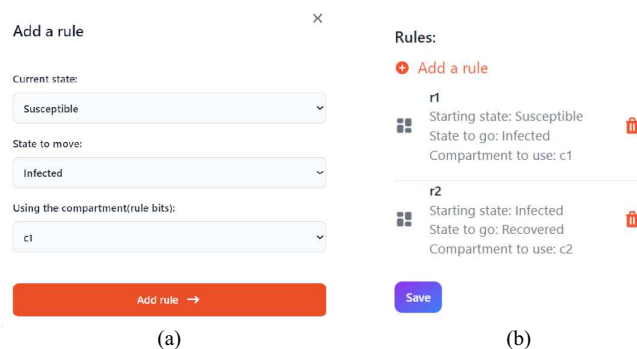 Add a rule
Current state:
Susceptible
State to move:
Infected
Using the compartment(rule bits):
c1
Add rule →
(a)
Rules:
Add a rule
r1
Starting state: Susceptible
State to go: Infected
Compartment to use: c1
r2
Starting state: Infected
State to go: Recovered
Compartment to use: c2
Save
(b)